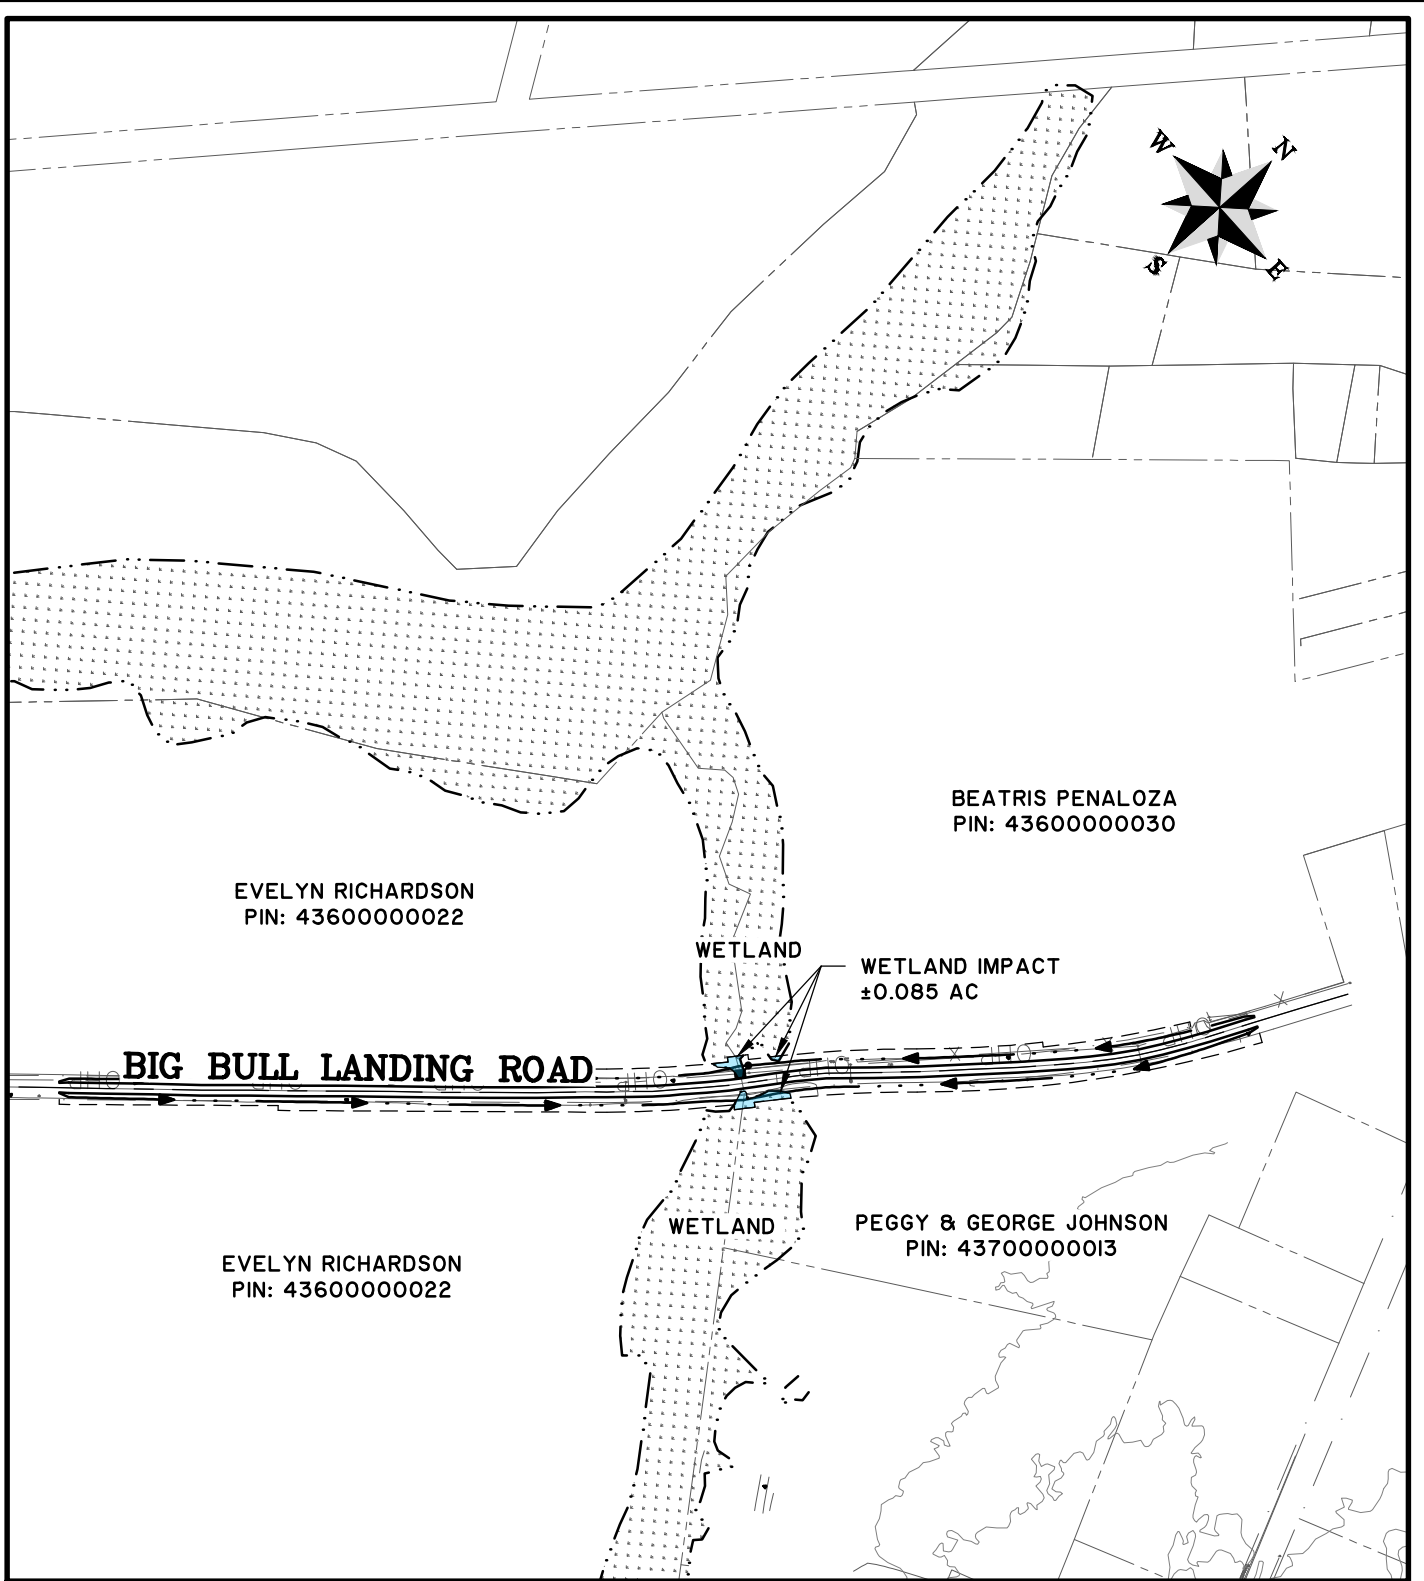 W
N
S
E
BEATRIS PENALOZA
PIN: 43600000030
EVELYN RICHARDSON
PIN: 43600000022
WETLAND
WETLAND IMPACT
±0.085 AC
BIG BULL LANDING ROAD
WETLAND
PEGGY & GEORGE JOHNSON
PIN: 43700000013
EVELYN RICHARDSON
PIN: 43600000022